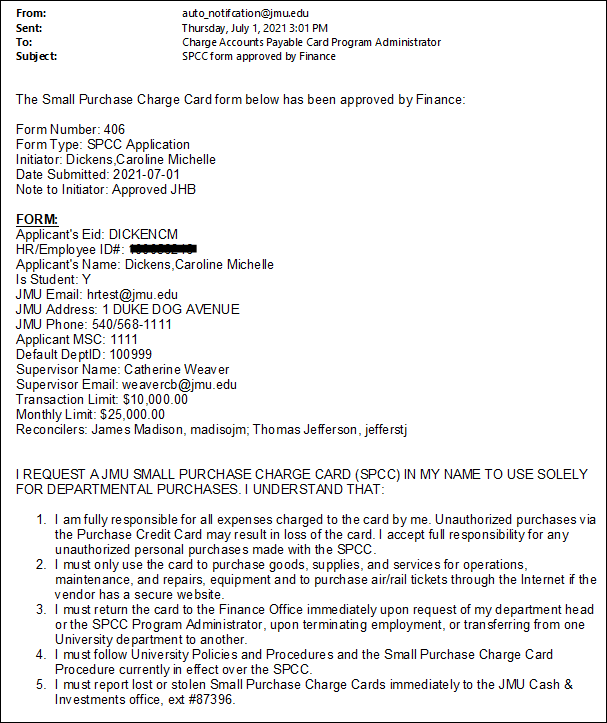 From: auto_notifcation@jmu.edu
Sent: Thursday, July 1, 2021 3:01 PM
To: Charge Accounts Payable Card Program Administrator
Subject: SPCC form approved by Finance
The Small Purchase Charge Card form below has been approved by Finance:
Form Number: 406
Form Type: SPCC Application
Initiator: Dickens,Caroline Michelle
Date Submitted: 2021-07-01
Note to Initiator: Approved JHB
FORM:
Applicant's Eid: DICKENCM
HR/Employee ID#:
Applicant's Name: Dickens,Caroline Michelle
Is Student: Y
JMU Email: hrtest@jmu.edu
JMU Address: 1 DUKE DOG AVENUE
JMU Phone: 540/568-1111
Applicant MSC: 1111
Default DeptID: 100999
Supervisor Name: Catherine Weaver
Supervisor Email: weavercb@jmu.edu
Transaction Limit: $10,000.00
Monthly Limit: $25,000.00
Reconcilers: James Madison, madisojm; Thomas Jefferson, jefferstj
I REQUEST A JMU SMALL PURCHASE CHARGE CARD (SPCC) IN MY NAME TO USE SOLELY
FOR DEPARTMENTAL PURCHASES. I UNDERSTAND THAT:
1. I am fully responsible for all expenses charged to the card by me. Unauthorized purchases via
the Purchase Credit Card may result in loss of the card. I accept full responsibility for any
unauthorized personal purchases made with the SPCC.
2. I must only use the card to purchase goods, supplies, and services for operations,
maintenance, and repairs, equipment and to purchase air/rail tickets through the Internet if the
vendor has a secure website.
3. I must return the card to the Finance Office immediately upon request of my department head
or the SPCC Program Administrator, upon terminating employment, or transferring from one
University department to another.
4. I must follow University Policies and Procedures and the Small Purchase Charge Card
Procedure currently in effect over the SPCC.
5. I must report lost or stolen Small Purchase Charge Cards immediately to the JMU Cash &
Investments office, ext #87396.